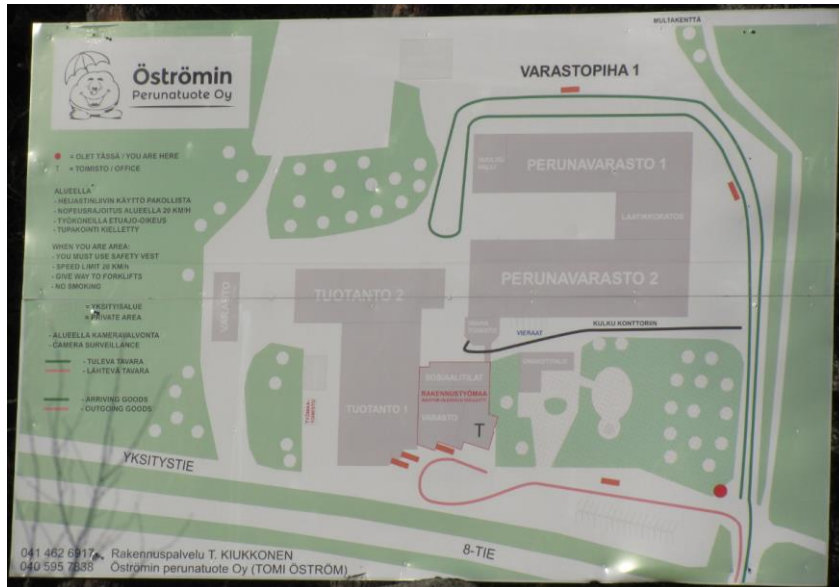 Öströmin
Perunatuote Oy
= OLET TÄSSÄ / YOU ARE HERE
T = TOIMISTO / OFFICE
ALUEELLA
- HEIJASTINLIIVIN KÄYTTÖ PAKOLLISTA
- NOPEUSRAJOITUS ALUEELLA 20 KM/H
- TYÖKONEILLA ETUAJO-OIKEUS
- TUPAKOINTI KIELLETTY
WHEN YOU ARE AREA:
- YOU MUST USE SAFETY VEST
- SPEED LIMIT 20 KM/h
- GIVE WAY TO FORKLIFTS
- NO SMOKING
= YKSITYISALUE
= PRIVATE AREA
- ALUEELLA KAMERAVALVONTA
- CAMERA SURVEILLANCE
- TULEVA TAVARA
- LÄHTEVÄ TAVARA
- ARRIVING GOODS
- OUTGOING GOODS
MULTAKENTTÄ
VARASTOPIHA 1
PERUNAVARASTO 1
LAATIKKOKATOS
PERUNAVARASTO 2
TUOTANTO 2
VARASTO
KULKU KONTTORIIN
VIERAAT
SOSIAALITILAT
RAKENNUSTYÖMAA
VARASTO
TUOTANTO 1
TYÖMAA-
TOIMISTO
T
YKSITYSTIE
8-TIE
041 462 6917 Rakennuspalvelu T. KIUKKONEN
040 595 7838 Öströmin perunatuote Oy (TOMI ÖSTRÖM)